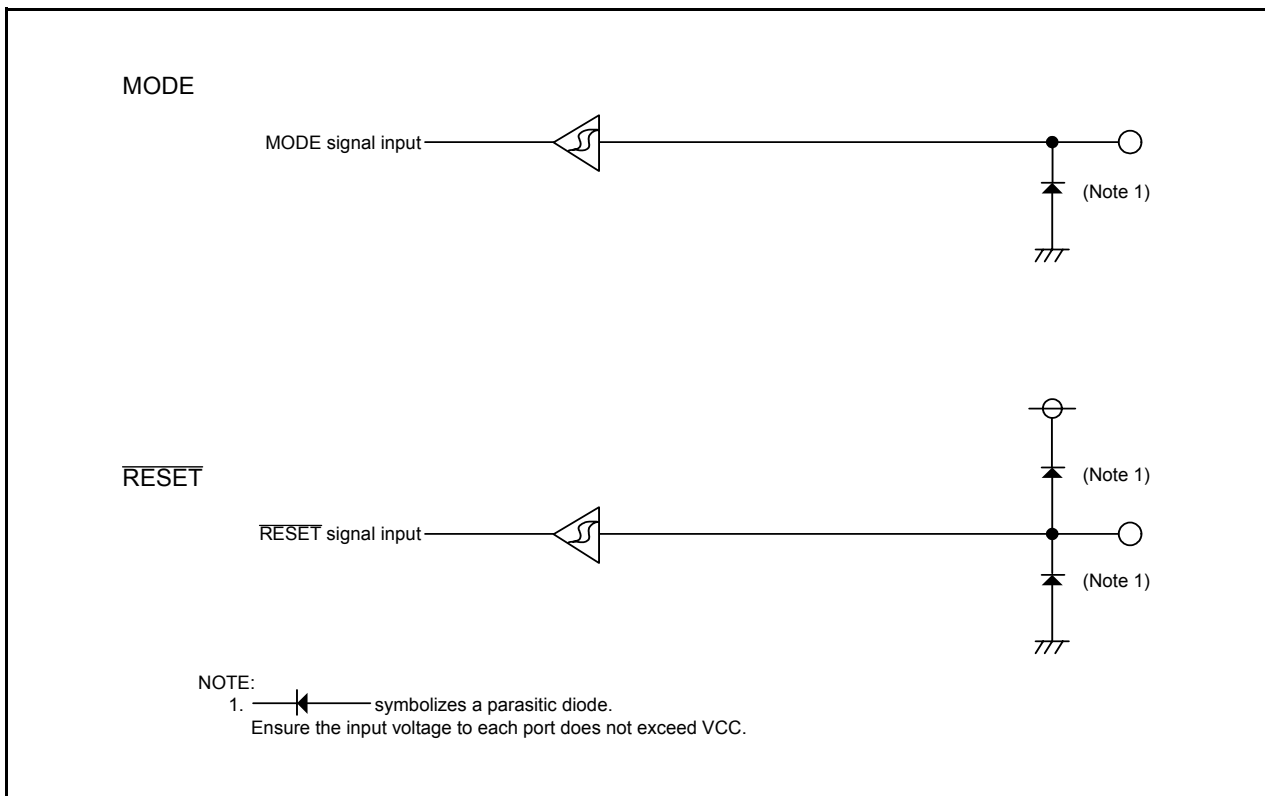 MODE
MODE signal input
(Note 1)
(Note 1)
RESET
RESET signal input
(Note 1)
NOTE:
1. symbolizes a parasitic diode.
Ensure the input voltage to each port does not exceed VCC.